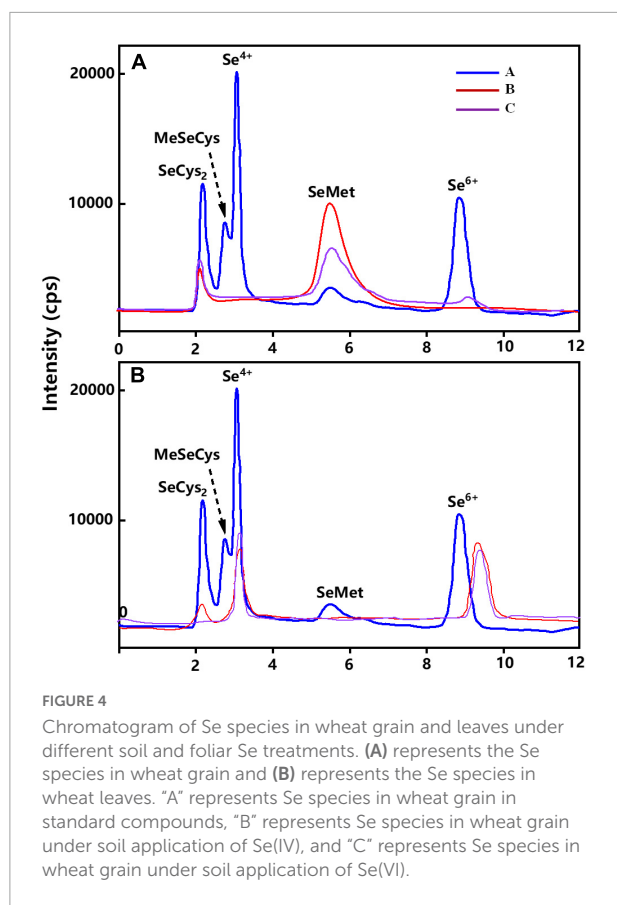 A
Se⁴⁺
20000
A
B
C
MeSeCys
SeCys₂
SeMet
Se⁶⁺
10000
0 2 4 6 8 10 12
Intensity (cps)
B
Se⁴⁺
20000
MeSeCys
SeCys₂
Se⁶⁺
10000
SeMet
0
0 2 4 6 8 10 12
FIGURE 4
Chromatogram of Se species in wheat grain and leaves under
different soil and foliar Se treatments. (A) represents the Se
species in wheat grain and (B) represents the Se species in
wheat leaves. "A" represents Se species in wheat grain in
standard compounds, "B" represents Se species in wheat grain
under soil application of Se(IV), and "C" represents Se species in
wheat grain under soil application of Se(VI).